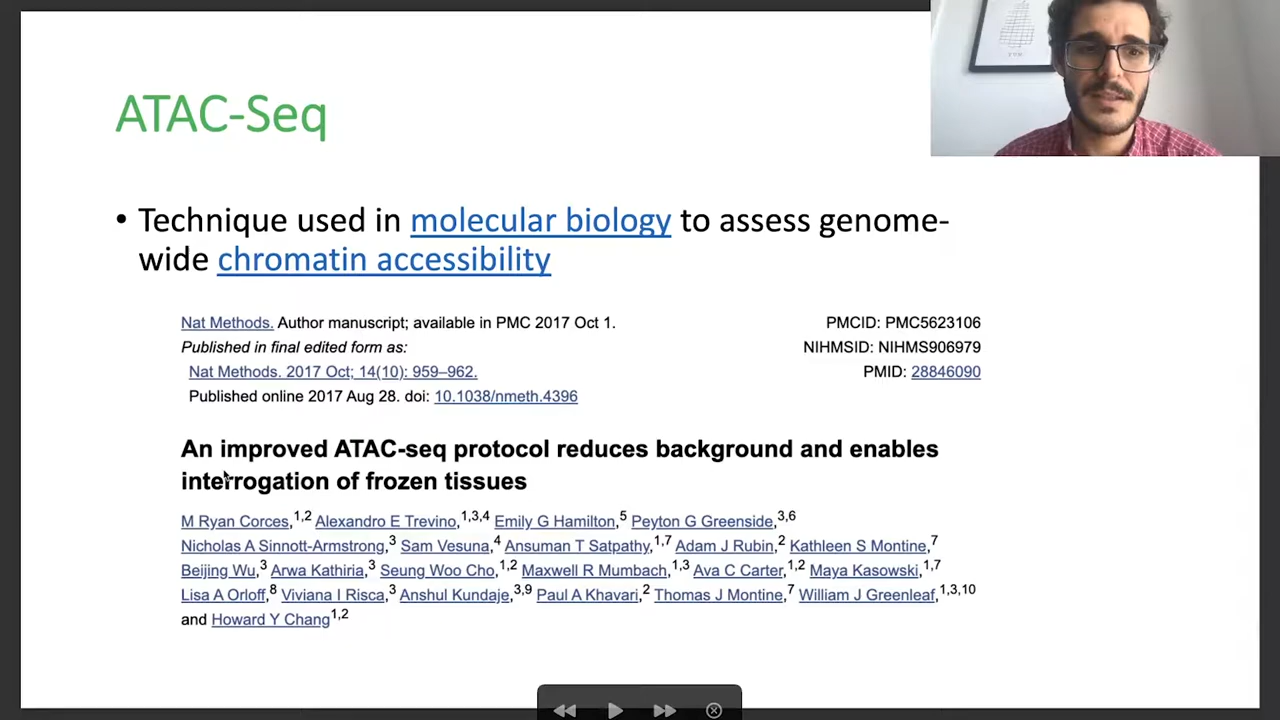 ATAC-Seq
• Technique used in molecular biology to assess genome-
wide chromatin accessibility
Nat Methods. Author manuscript; available in PMC 2017 Oct 1.
Published in final edited form as:
Nat Methods. 2017 Oct; 14(10): 959–962.
Published online 2017 Aug 28. doi: 10.1038/nmeth.4396
PMCID: PMC5623106
NIHMSID: NIHMS906979
PMID: 28846090
An improved ATAC-seq protocol reduces background and enables
interrogation of frozen tissues
M Ryan Corces,1,2 Alexandro E Trevino,1,3,4 Emily G Hamilton,5 Peyton G Greenside,3,6
Nicholas A Sinnott-Armstrong,3 Sam Vesuna,4 Ansuman T Satpathy,1,7 Adam J Rubin,2 Kathleen S Montine,7
Beijing Wu,3 Arwa Kathiria,3 Seung Woo Cho,1,2 Maxwell R Mumbach,1,3 Ava C Carter,1,2 Maya Kasowski,1,7
Lisa A Orloff,8 Viviana I Risca,3 Anshul Kundaje,3,9 Paul A Khavari,2 Thomas J Montine,7 William J Greenleaf,1,3,10
and Howard Y Chang1,2